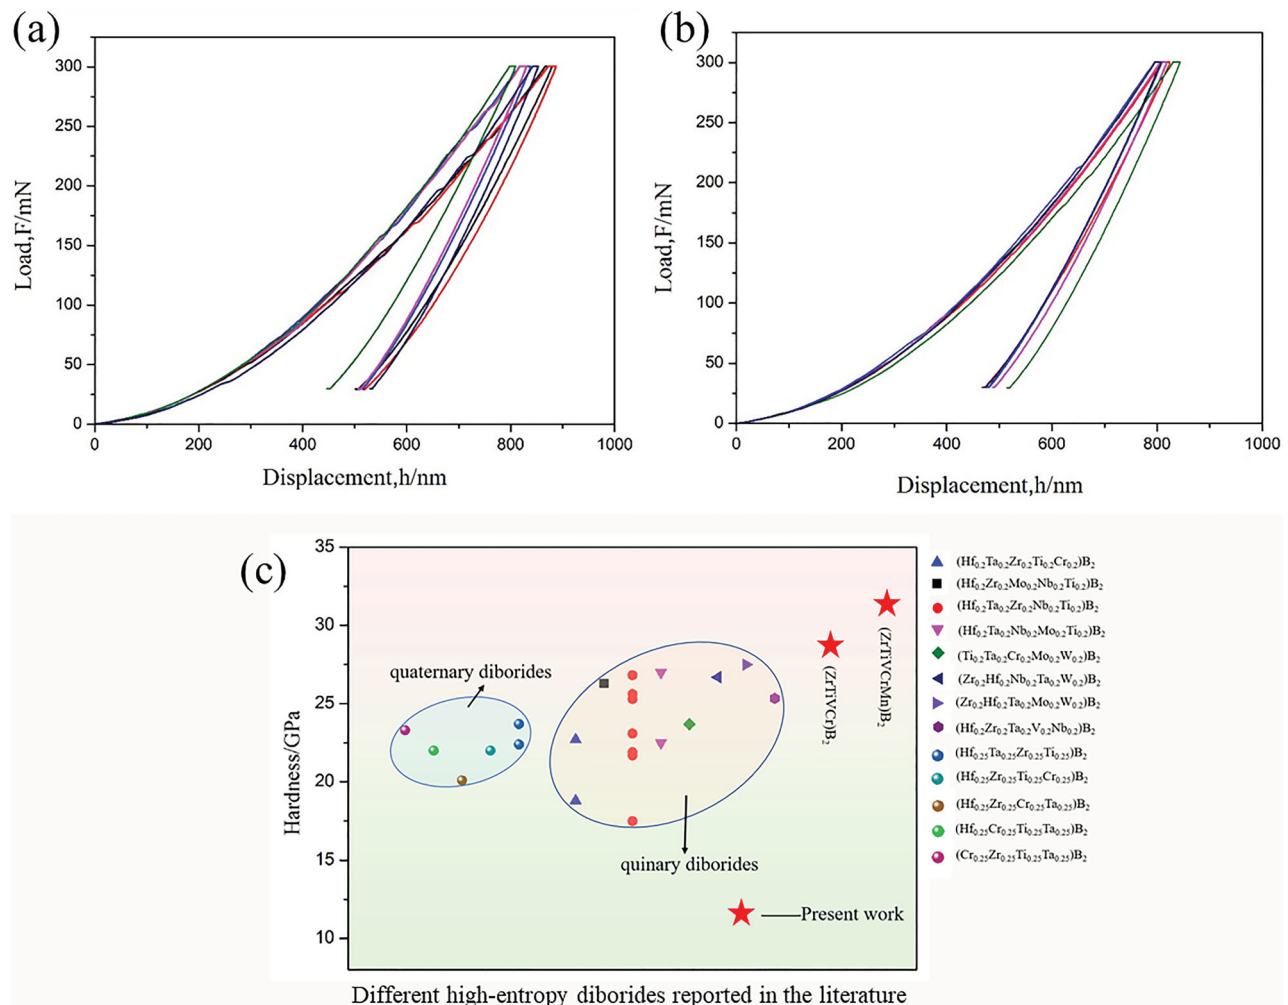 (a)
300
250
200
150
100
50
0
Load,F/mN
0 200 400 600 800 1000
Displacement,h/nm
(b)
300
250
200
150
100
50
0
Load,F/mN
0 200 400 600 800 1000
Displacement,h/nm
(c)
35
30
25
20
15
10
Hardness/GPa
quaternary diborides
quinary diborides
(ZrTiVCr)B₂
(ZrTiVCrMn)B₂
Present work
Different high-entropy diborides reported in the literature
(Hf₀.₂Ta₀.₂Zr₀.₂Ti₀.₂Cr₀.₂)B₂
(Hf₀.₂Zr₀.₂Mo₀.₂Nb₀.₂Ti₀.₂)B₂
(Hf₀.₂Ta₀.₂Zr₀.₂Nb₀.₂Ti₀.₂)B₂
(Hf₀.₂Ta₀.₂Nb₀.₂Mo₀.₂Ti₀.₂)B₂
(Ti₀.₂Ta₀.₂Cr₀.₂Mo₀.₂W₀.₂)B₂
(Zr₀.₂Hf₀.₂Nb₀.₂Ta₀.₂W₀.₂)B₂
(Zr₀.₂Hf₀.₂Ta₀.₂Mo₀.₂W₀.₂)B₂
(Hf₀.₂Zr₀.₂Ta₀.₂V₀.₂Nb₀.₂)B₂
(Hf₀.₂₅Ta₀.₂₅Zr₀.₂₅Ti₀.₂₅)B₂
(Hf₀.₂₅Zr₀.₂₅Ti₀.₂₅Cr₀.₂₅)B₂
(Hf₀.₂₅Zr₀.₂₅Cr₀.₂₅Ta₀.₂₅)B₂
(Hf₀.₂₅Cr₀.₂₅Ti₀.₂₅Ta₀.₂₅)B₂
(Cr₀.₂₅Zr₀.₂₅Ti₀.₂₅Ta₀.₂₅)B₂